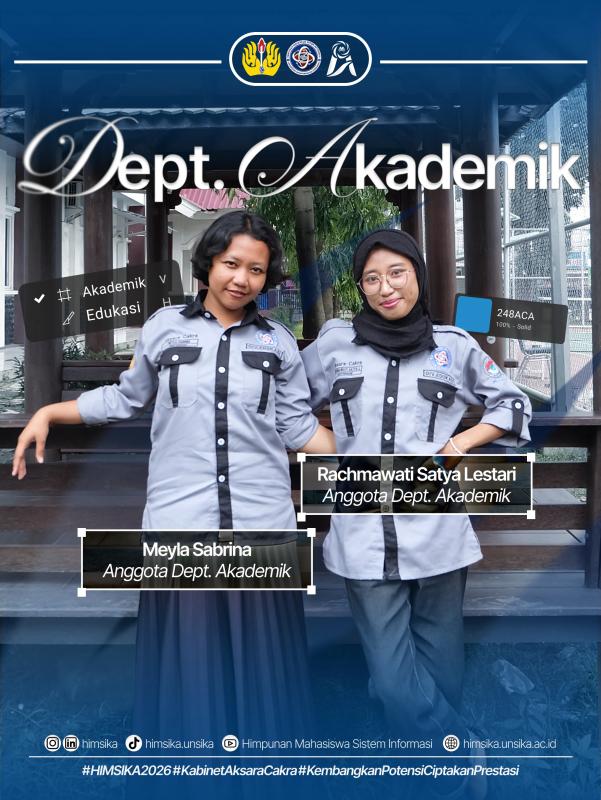 Dept. Akademik
Akademik V
Edukasi H
248ACA
100% - Solid
Rachmawati Satya Lestari
Anggota Dept. Akademik
Meyla Sabrina
Anggota Dept. Akademik
himsika himsika.unsika Himpunan Mahasiswa Sistem Informasi himsika.unsika.ac.id
#HIMSIKA2026 #KabinetAksaraCakra #KembangkanPotensiCiptakanPrestasi